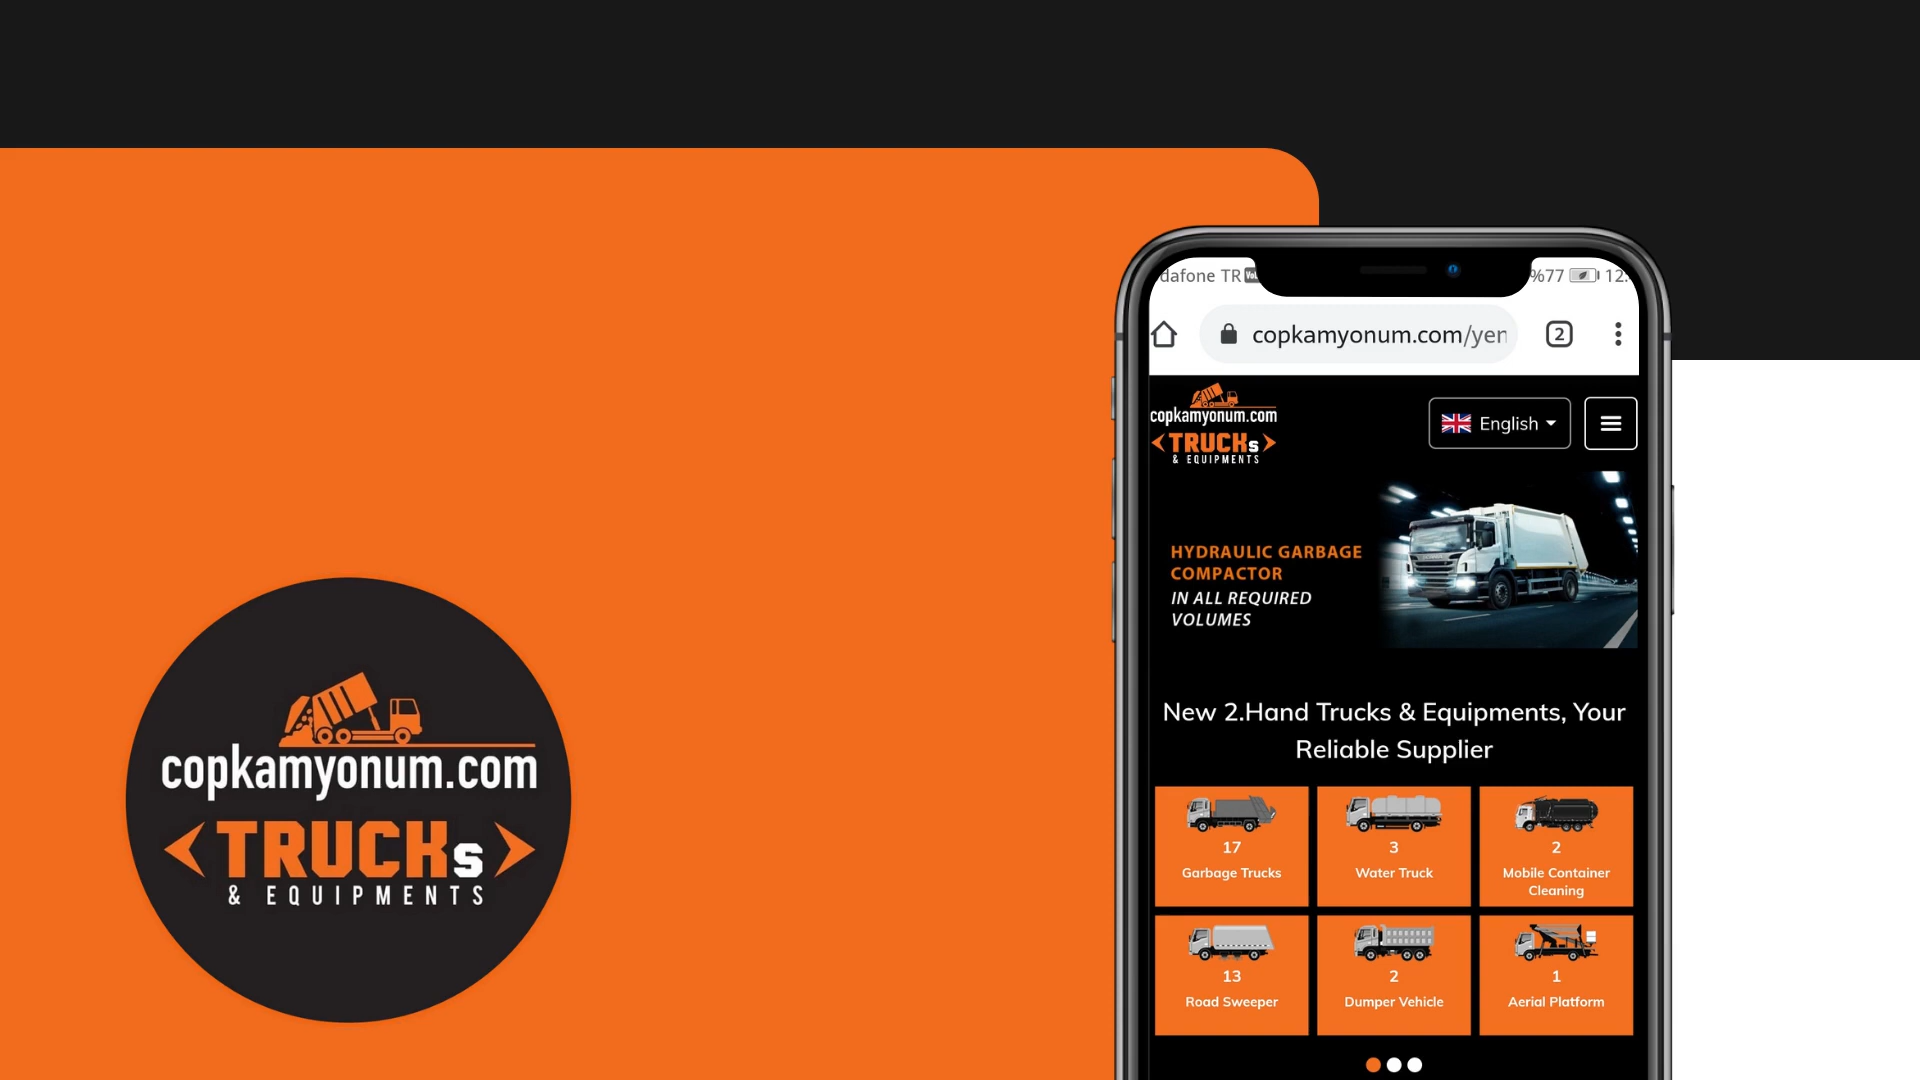 copkamyonum.com
TRUCKs
& EQUIPMENTS
dafone TR
%77
12:
copkamyonum.com/yen
2
copkamyonum.com
TRUCKs
& EQUIPMENTS
English
HYDRAULIC GARBAGE
COMPACTOR
IN ALL REQUIRED
VOLUMES
New 2.Hand Trucks & Equipments, Your
Reliable Supplier
17
Garbage Trucks
3
Water Truck
2
Mobile Container
Cleaning
13
Road Sweeper
2
Dumper Vehicle
1
Aerial Platform